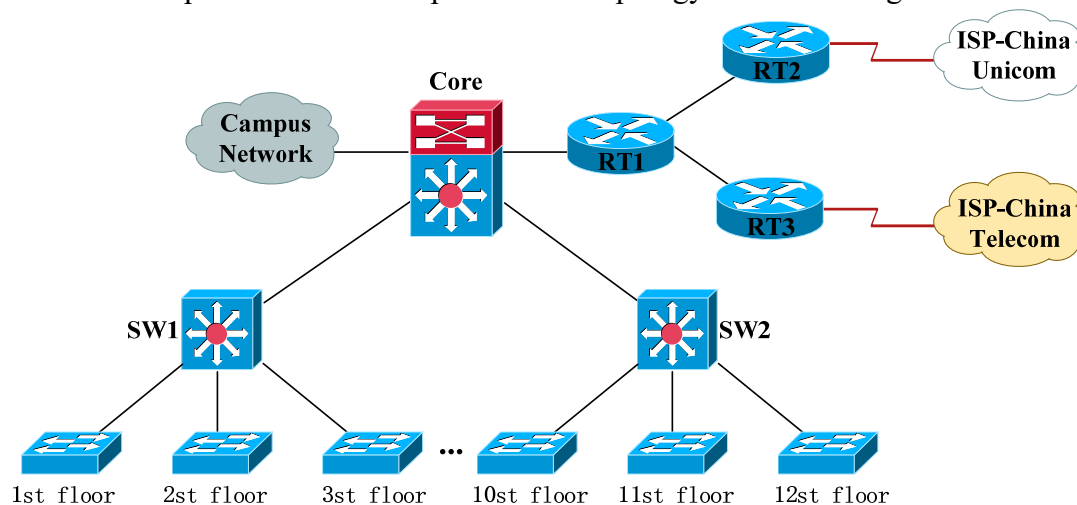 Core
Campus
Network
RT1
RT2
RT3
ISP-China
Unicom
ISP-China
Telecom
SW1
SW2
...
1st floor
2st floor
3st floor
10st floor
11st floor
12st floor